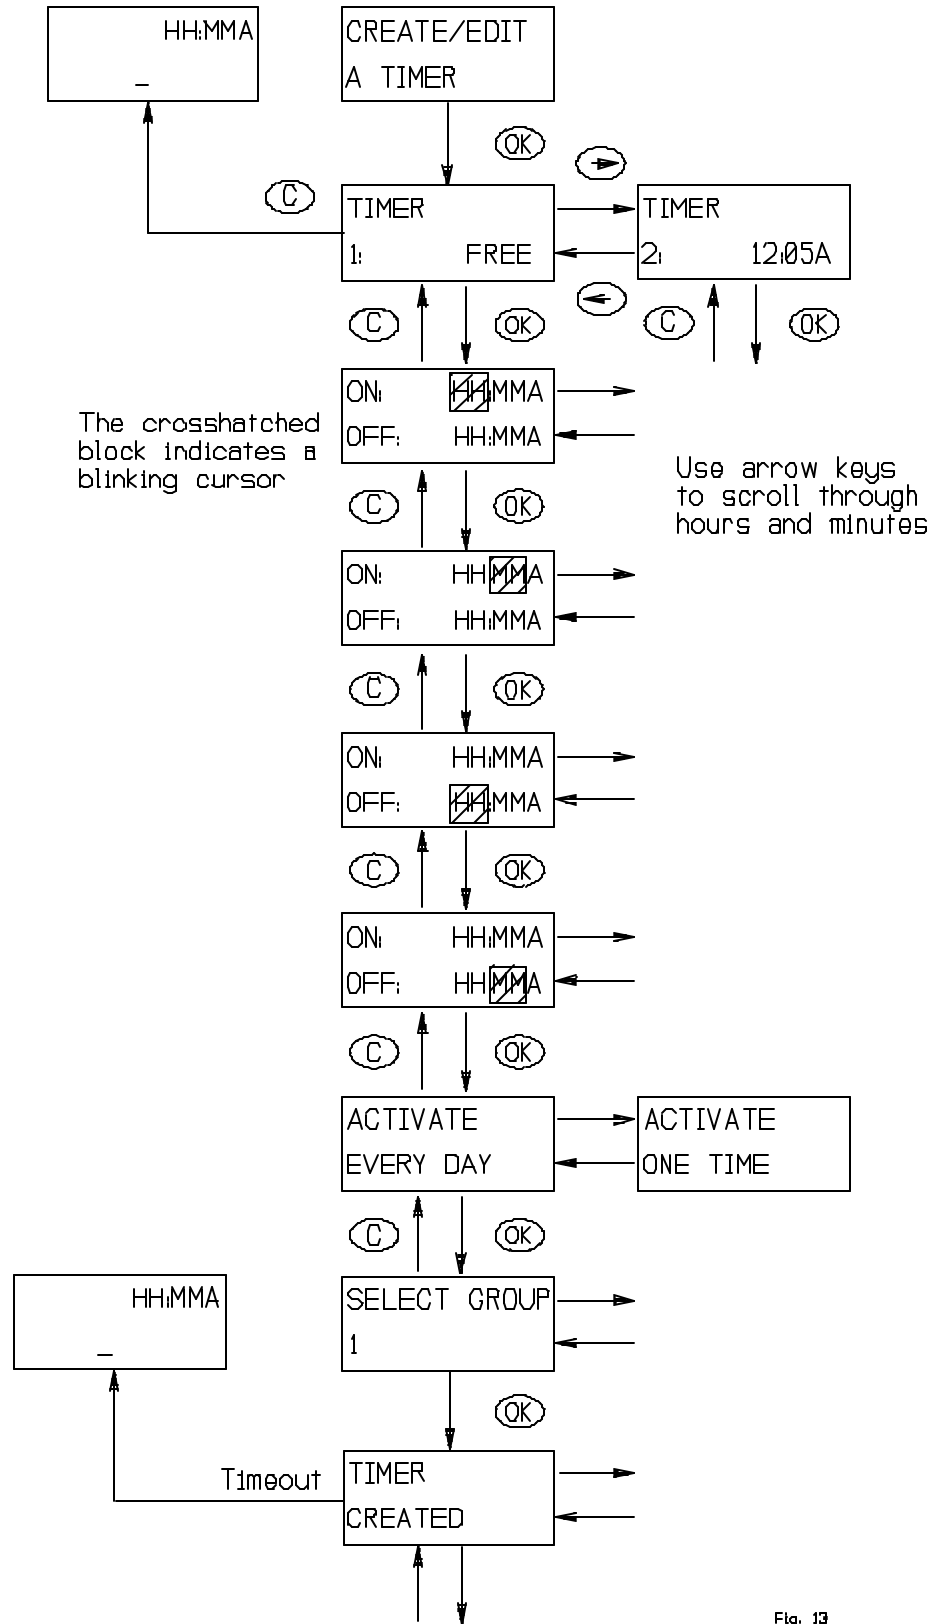 HH:MMA
_
CREATE/EDIT
A TIMER
OK
→
C
TIMER
1: FREE
TIMER
2: 12:05A
←
C
OK
C
OK
ON: HH:MMA
OFF: HH:MMA
The crosshatched
block indicates a
blinking cursor
Use arrow keys
to scroll through
hours and minutes
C
OK
ON: HH:MMA
OFF: HH:MMA
C
OK
ON: HH:MMA
OFF: HH:MMA
C
OK
ON: HH:MMA
OFF: HH:MMA
C
OK
ACTIVATE
EVERY DAY
ACTIVATE
ONE TIME
C
OK
HH:MMA
_
SELECT GROUP
1
OK
Timeout
TIMER
CREATED
Fig. 13